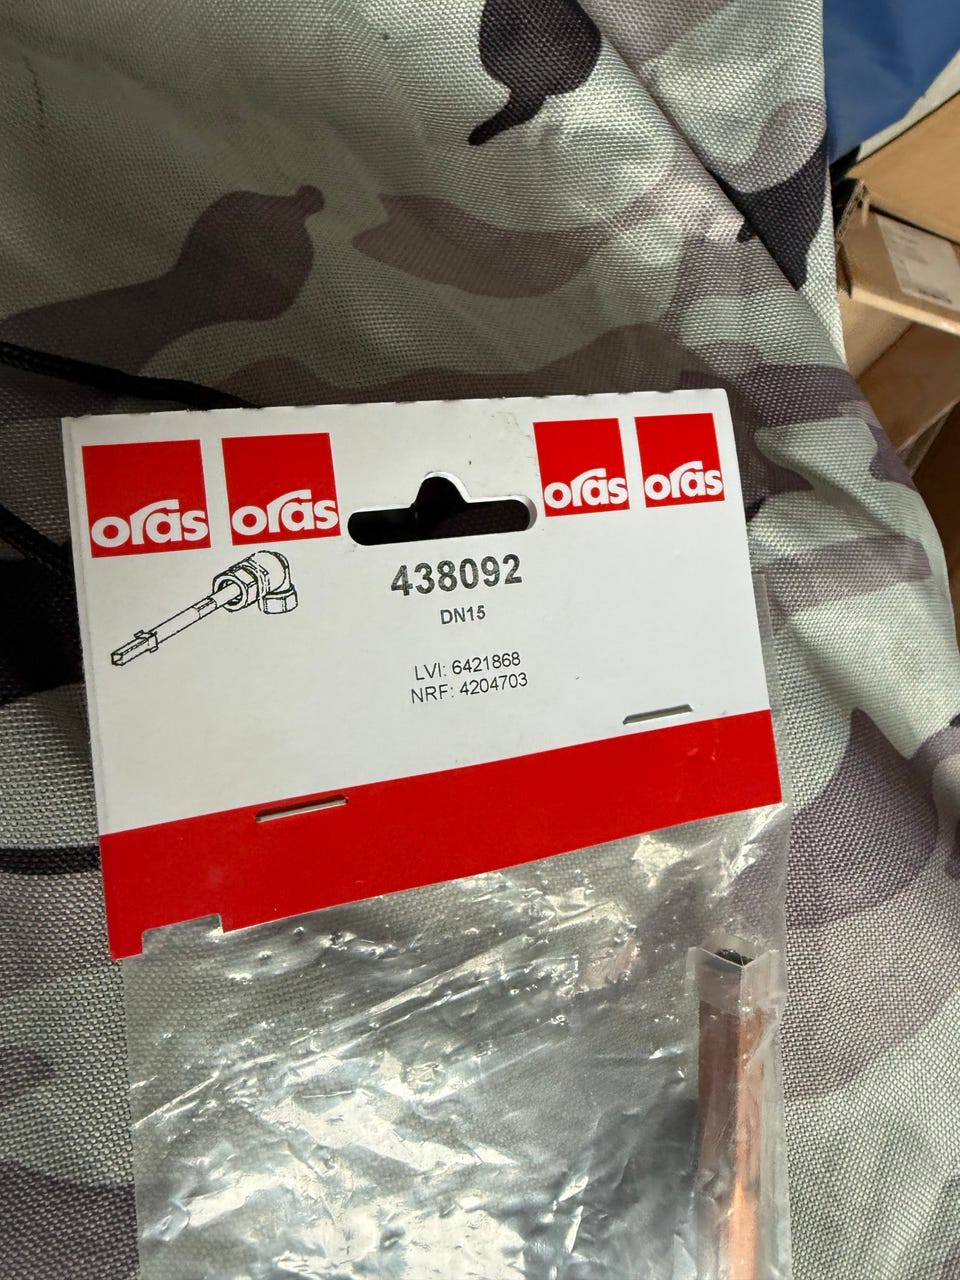 oras oras oras oras
438092
DN15
LVI: 6421868
NRF: 4204703